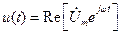 u(t) = Re[U̇ₘe^{jωt}]